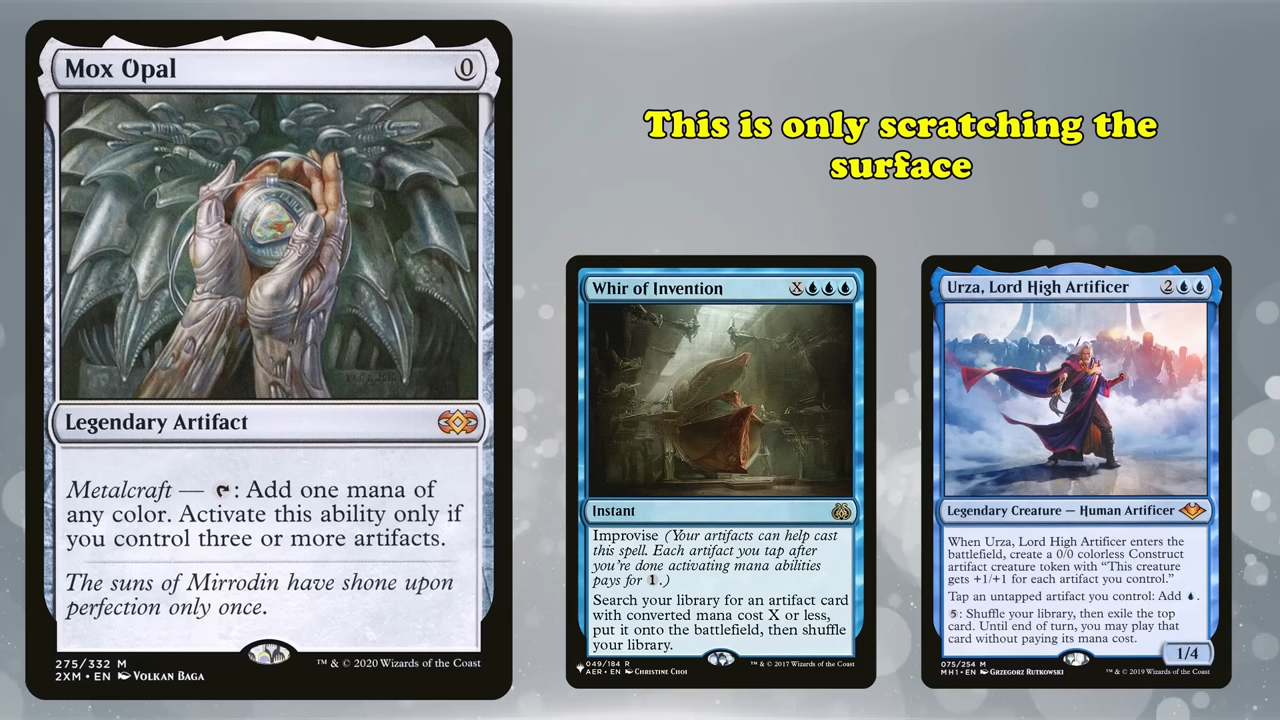 Mox Opal 0
Legendary Artifact
Metalcraft — : Add one mana of
any color. Activate this ability only if
you control three or more artifacts.
The suns of Mirrodin have shone upon
perfection only once.
275/332 M
2XM • EN Volkan Baga
™ & © 2020 Wizards of the Coast
This is only scratching the
surface
Whir of Invention X
Instant
Improvise (Your artifacts can help cast
this spell. Each artifact you tap after
you're done activating mana abilities
pays for 1.)
Search your library for an artifact card
with converted mana cost X or less,
put it onto the battlefield, then shuffle
your library.
049/184 R
AER • EN Christine Choi
™ & © 2017 Wizards of the Coast
Urza, Lord High Artificer 2
Legendary Creature — Human Artificer
When Urza, Lord High Artificer enters the
battlefield, create a 0/0 colorless Construct
artifact creature token with "This creature
gets +1/+1 for each artifact you control."
Tap an untapped artifact you control: Add .
5: Shuffle your library, then exile the top
card. Until end of turn, you may play that
card without paying its mana cost.
1/4
075/254 M
MH1 • EN Grzegorz Rutkowski
™ & © 2019 Wizards of the Coast